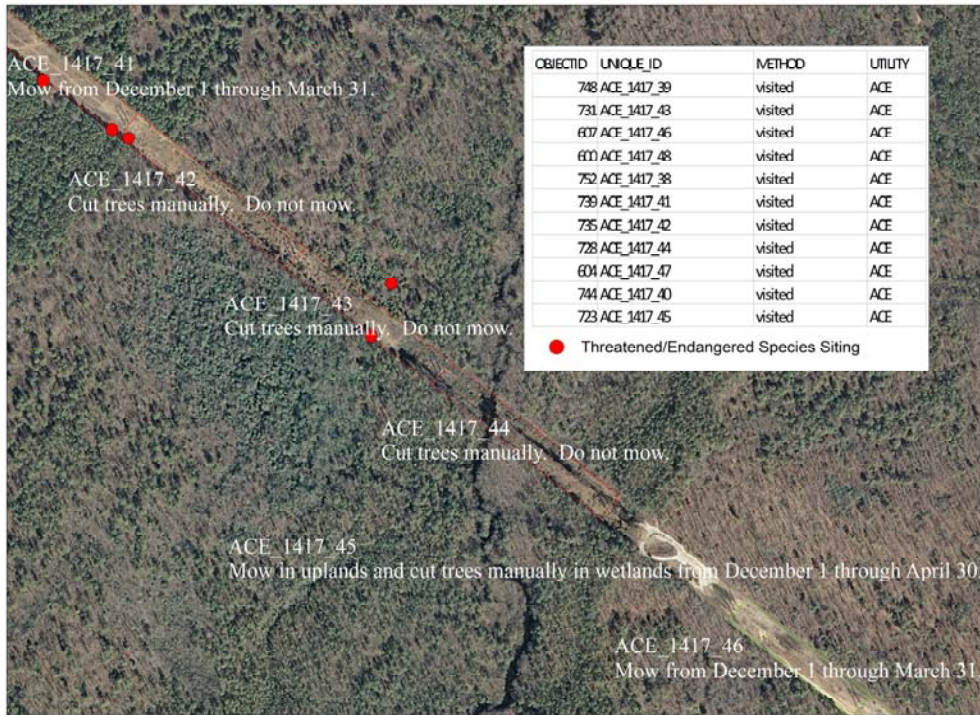 ACE_1417_41
Mow from December 1 through March 31.
OBJECTID UNIQUE_ID METHOD UTILITY
748 ACE_1417_39 visited ACE
731 ACE_1417_43 visited ACE
607 ACE_1417_46 visited ACE
600 ACE_1417_48 visited ACE
752 ACE_1417_38 visited ACE
739 ACE_1417_41 visited ACE
735 ACE_1417_42 visited ACE
728 ACE_1417_44 visited ACE
604 ACE_1417_47 visited ACE
744 ACE_1417_40 visited ACE
723 ACE_1417_45 visited ACE
Threatened/Endangered Species Siting
ACE_1417_42
Cut trees manually. Do not mow.
ACE_1417_43
Cut trees manually. Do not mow.
ACE_1417_44
Cut trees manually. Do not mow.
ACE_1417_45
Mow in uplands and cut trees manually in wetlands from December 1 through April 30.
ACE_1417_46
Mow from December 1 through March 31.